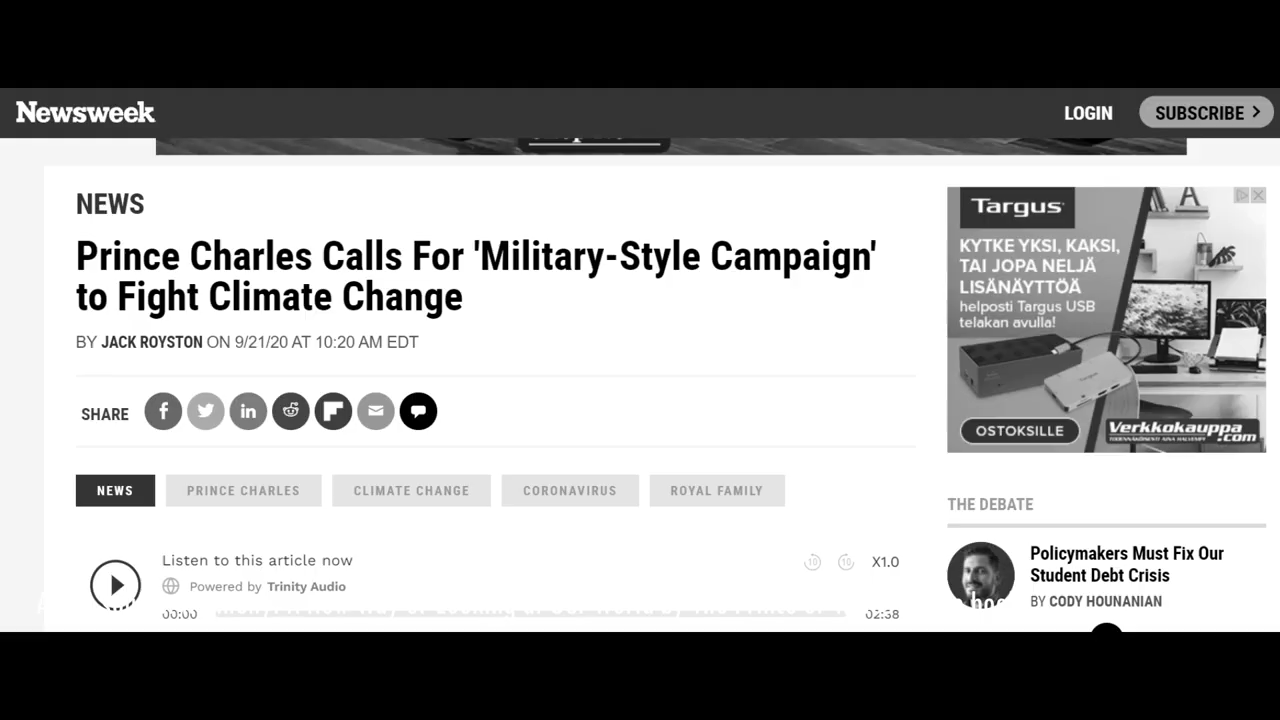 Newsweek
LOGIN
SUBSCRIBE
NEWS
Prince Charles Calls For 'Military-Style Campaign'
to Fight Climate Change
BY JACK ROYSTON ON 9/21/20 AT 10:20 AM EDT
SHARE
NEWS
PRINCE CHARLES
CLIMATE CHANGE
CORONAVIRUS
ROYAL FAMILY
Listen to this article now
10
10
X1.0
Powered by Trinity Audio
00:00
02:38
Targus
KYTKE YKSI, KAKSI,
TAI JOPA NELJÄ
LISÄNÄYTTÖÄ
helposti Targus USB
telakan avulla!
Targus
OSTOKSILLE
Verkkokauppa
.com
THE DEBATE
Policymakers Must Fix Our
Student Debt Crisis
BY CODY HOUNANIAN